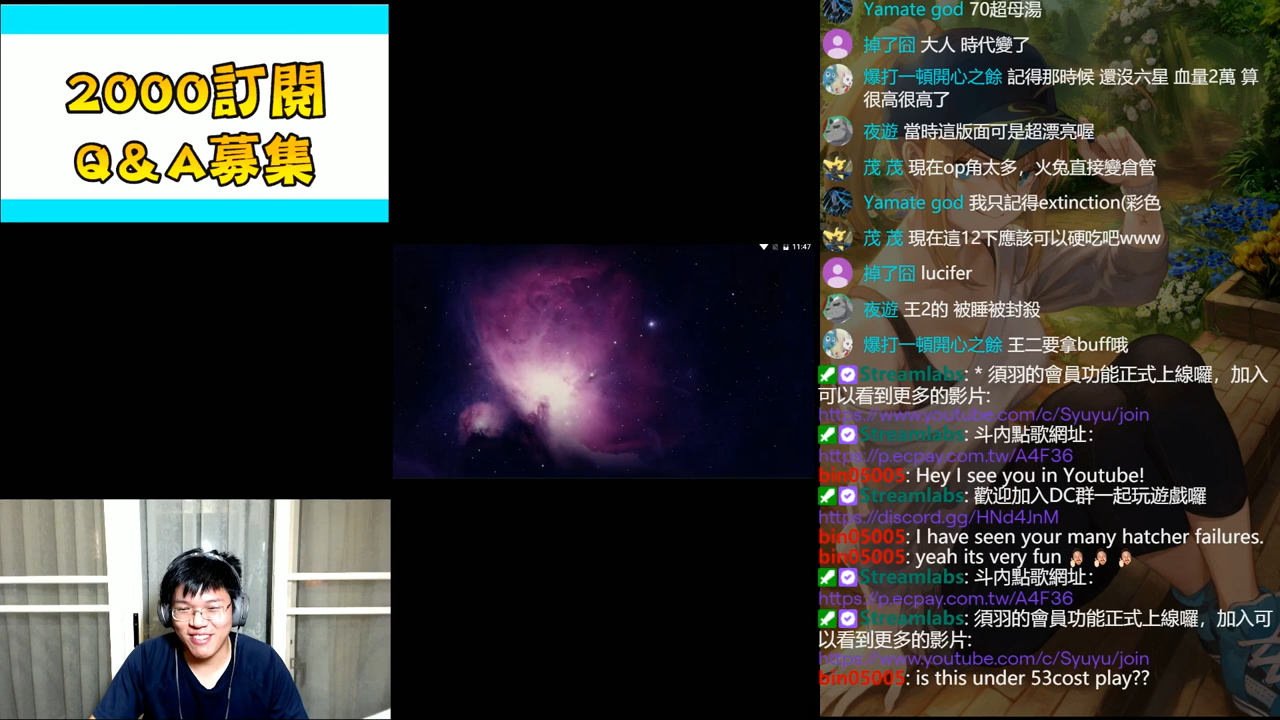 2000訂閱
Q&A募集
11:47
Yamate god 70超母湯
掉了囧 大人 時代變了
爆打一頓開心之餘 記得那時候 還沒六星 血量2萬 算
很高很高了
夜遊 當時這版面可是超漂亮喔
茂 茂 現在op角太多，火兔直接變倉管
Yamate god 我只記得extinction(彩色
茂 茂 現在這12下應該可以硬吃吧www
掉了囧 lucifer
夜遊 王2的 被睡被封殺
爆打一頓開心之餘 王二要拿buff哦
Streamlabs: * 須羽的會員功能正式上線囉，加入
可以看到更多的影片:
https://www.youtube.com/c/Syuyu/join
Streamlabs: 斗內點歌網址：
https://p.ecpay.com.tw/A4F36
bin05005: Hey I see you in Youtube!
Streamlabs: 歡迎加入DC群一起玩遊戲囉
https://discord.gg/HNd4JnM
bin05005: I have seen your many hatcher failures.
bin05005: yeah its very fun
Streamlabs: 斗內點歌網址：
https://p.ecpay.com.tw/A4F36
Streamlabs: 須羽的會員功能正式上線囉，加入可
以看到更多的影片:
https://www.youtube.com/c/Syuyu/join
bin05005: is this under 53cost play??